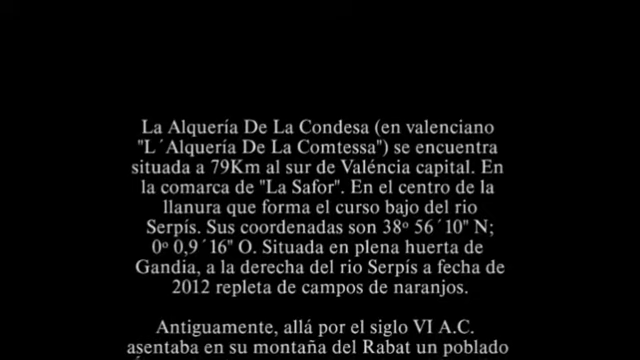 La Alquería De La Condesa (en valenciano
"L´Alquería De La Comtessa") se encuentra
situada a 79Km al sur de Valéncia capital. En
la comarca de "La Safor". En el centro de la
llanura que forma el curso bajo del rio
Serpís. Sus coordenadas son 38º 56´10" N;
0º 0,9´16" O. Situada en plena huerta de
Gandia, a la derecha del rio Serpís a fecha de
2012 repleta de campos de naranjos.
Antiguamente, allá por el siglo VI A.C.
asentaba en su montaña del Rabat un poblado